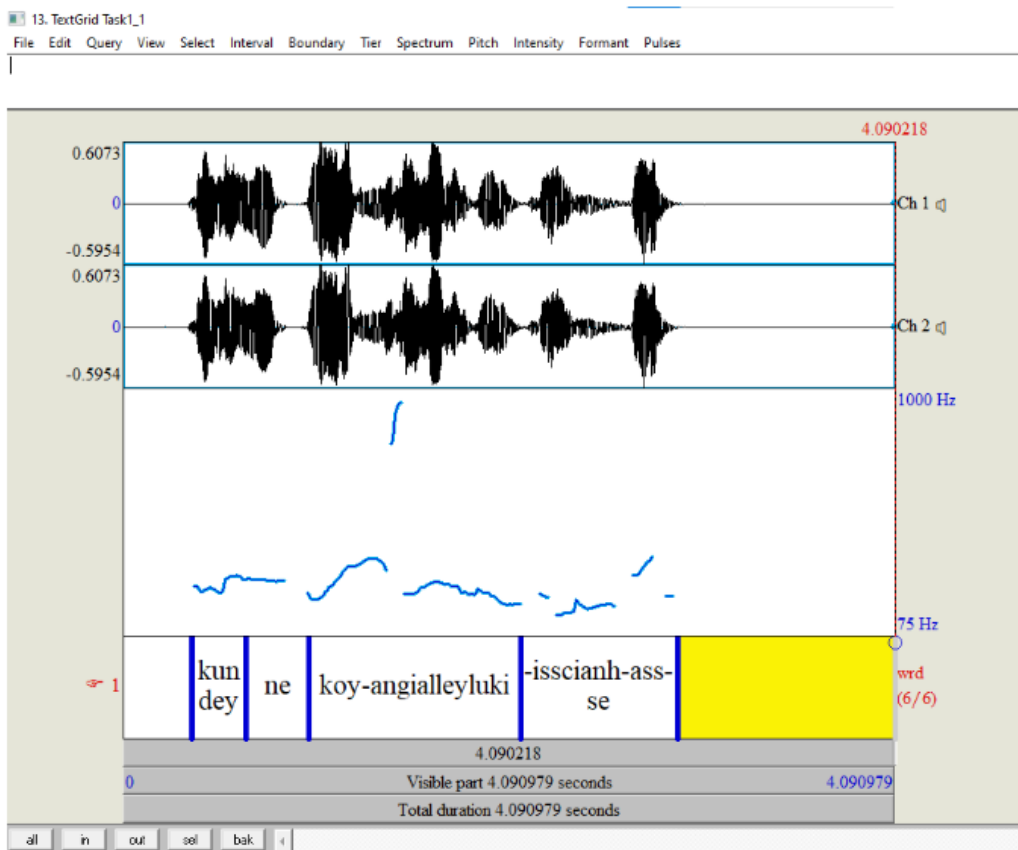 13. TextGrid Task1_1
File Edit Query View Select Interval Boundary Tier Spectrum Pitch Intensity Formant Pulses
4.090218
0.6073
0
-0.5954
Ch 1
0.6073
0
-0.5954
Ch 2
1000 Hz
75 Hz
1
kun
dey
ne
koy-angialleyluki
-isscianh-ass-
se
wrd
(6/6)
4.090218
0 Visible part 4.090979 seconds 4.090979
Total duration 4.090979 seconds
all in out sel bak